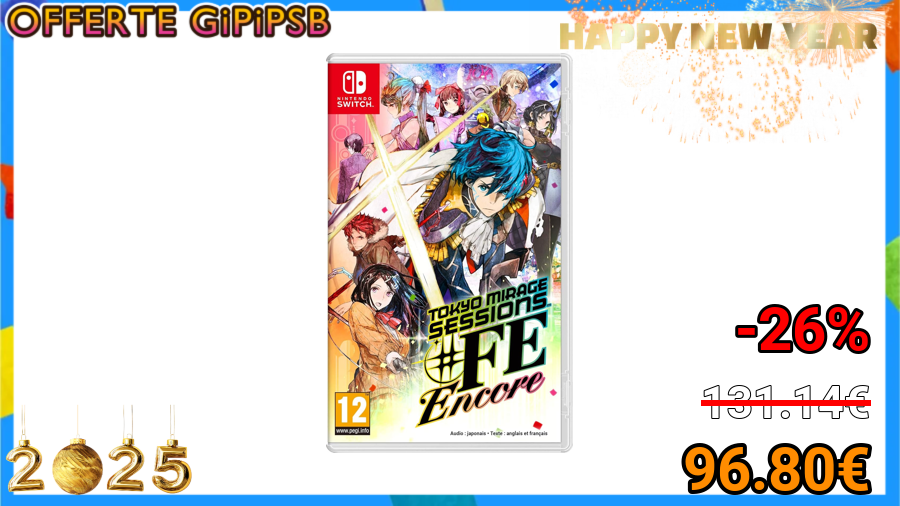 OFFERTE GiPiPSB
HAPPY NEW YEAR
NINTENDO
SWITCH.
TOKYO MIRAGE
SESSIONS
#FE
Encore
12
www.pegi.info
Audio : japonais • Texte : anglais et français
-26%
131.14€
96.80€
2025